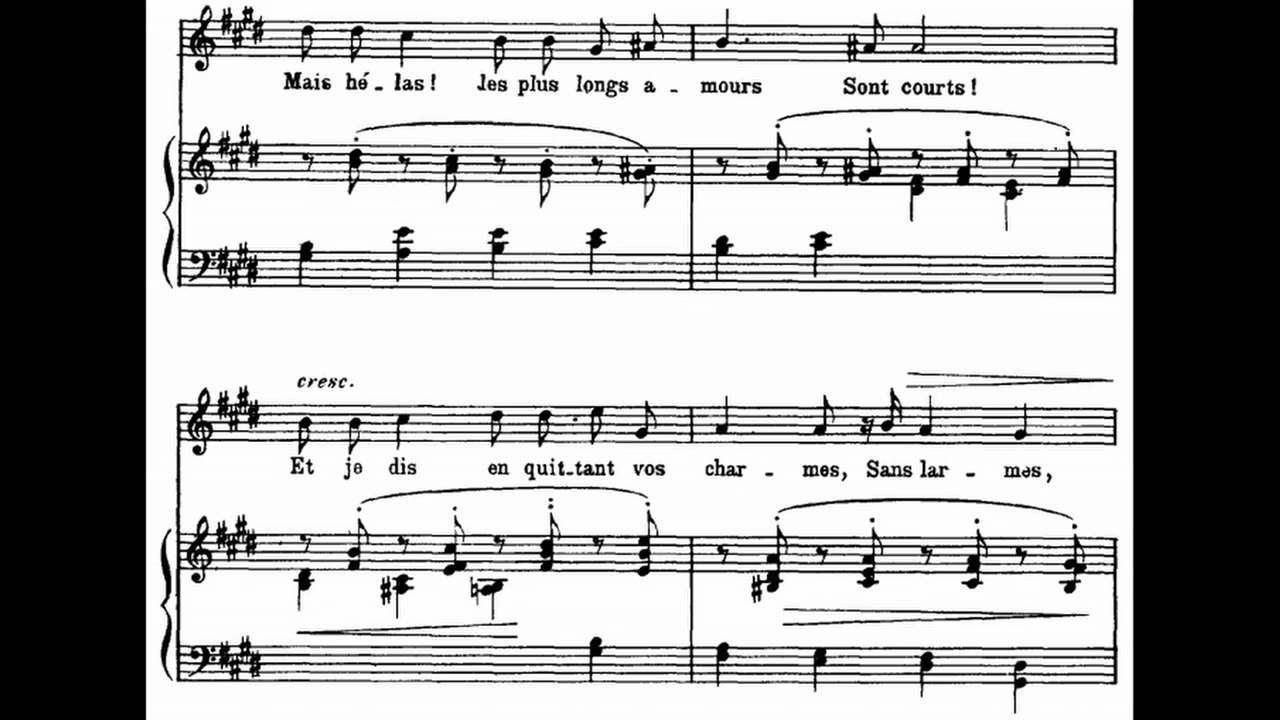 Mais hé-las! les plus longs a-mours Sont courts!
cresc.
Et je dis en quit-tant vos char-mes, Sans lar-mes,